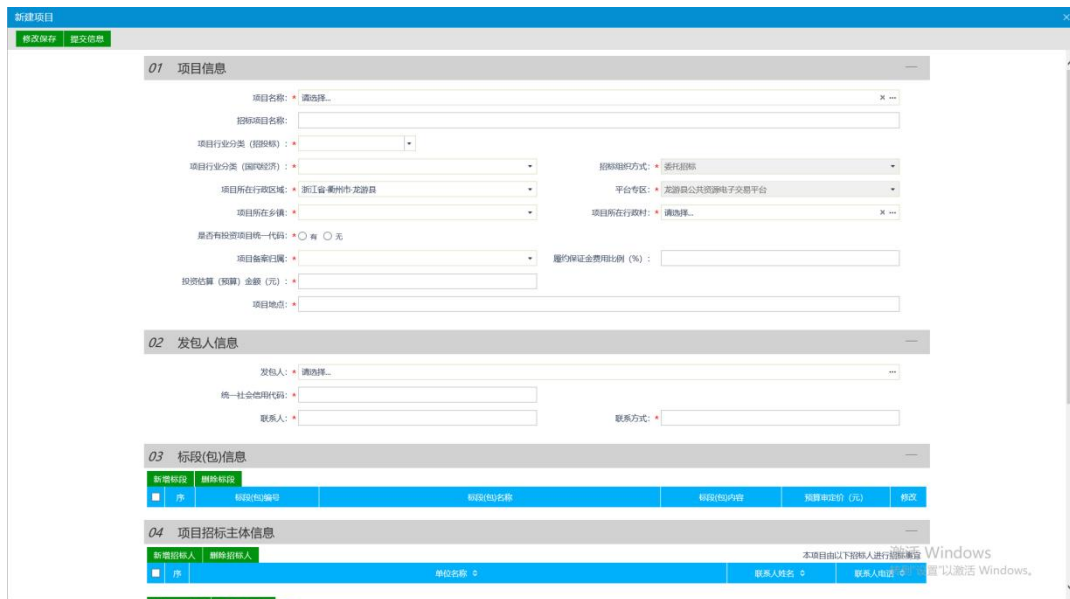 新建项目
修改保存 提交信息
01 项目信息
项目名称: * 请选择...
招标项目名称:
项目行业分类（招投标）: *
项目行业分类（国民经济）: * 招标组织方式: * 委托招标
项目所在行政区域: * 浙江省·衢州市·龙游县 平台专区: * 龙游县公共资源电子交易平台
项目所在乡镇: * 项目所在行政村: * 请选择...
是否有投资项目统一代码: * 有 无
项目备案归属: * 履约保证金费用比例（%）:
投资估算（预算）金额（元）: *
项目地点: *
02 发包人信息
发包人: * 请选择...
统一社会信用代码: *
联系人: * 联系方式: *
03 标段(包)信息
新增标段 删除标段
序 标段(包)编号 标段(包)名称 标段(包)内容 预算审定价（元） 修改
04 项目招标主体信息
新增招标人 删除招标人 本项目由以下招标人进行招标
序 单位名称 联系人姓名 联系人电话
激活 Windows
置"以激活 Windows。